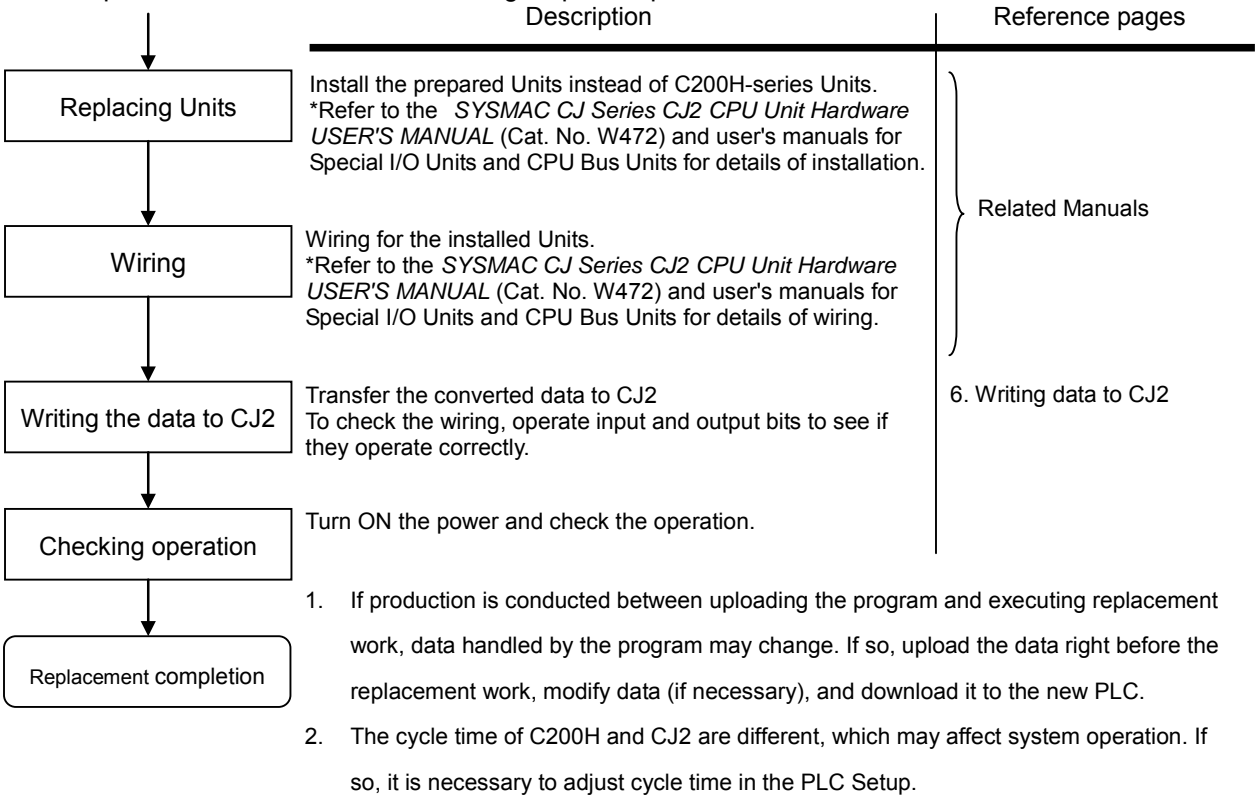 Description
Reference pages
Replacing Units
Install the prepared Units instead of C200H-series Units.
*Refer to the SYSMAC CJ Series CJ2 CPU Unit Hardware
USER'S MANUAL (Cat. No. W472) and user's manuals for
Special I/O Units and CPU Bus Units for details of installation.
Related Manuals
Wiring
Wiring for the installed Units.
*Refer to the SYSMAC CJ Series CJ2 CPU Unit Hardware
USER'S MANUAL (Cat. No. W472) and user's manuals for
Special I/O Units and CPU Bus Units for details of wiring.
Writing the data to CJ2
Transfer the converted data to CJ2
To check the wiring, operate input and output bits to see if
they operate correctly.
6. Writing data to CJ2
Checking operation
Turn ON the power and check the operation.
Replacement completion
1. If production is conducted between uploading the program and executing replacement
work, data handled by the program may change. If so, upload the data right before the
replacement work, modify data (if necessary), and download it to the new PLC.
2. The cycle time of C200H and CJ2 are different, which may affect system operation. If
so, it is necessary to adjust cycle time in the PLC Setup.